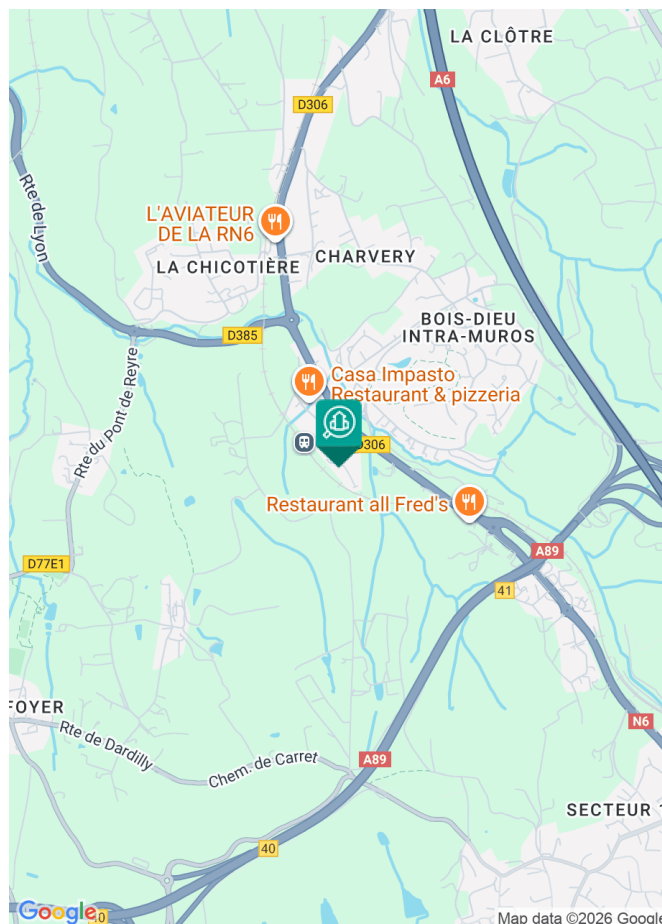 LA CLÔTRE
A6
D306
Rte de Lyon
L'AVIATEUR
DE LA RN6
CHARVERY
LA CHICOTIÈRE
BOIS-DIEU
INTRA-MUROS
D385
Rte du Pont de Reyre
Casa Impasto
Restaurant & pizzeria
D306
Restaurant all Fred's
A89
D77E1
41
FOYER
N6
Rte de Dardilly
Chem. de Carret
A89
SECTEUR
40
Google
Map data ©2026 Google